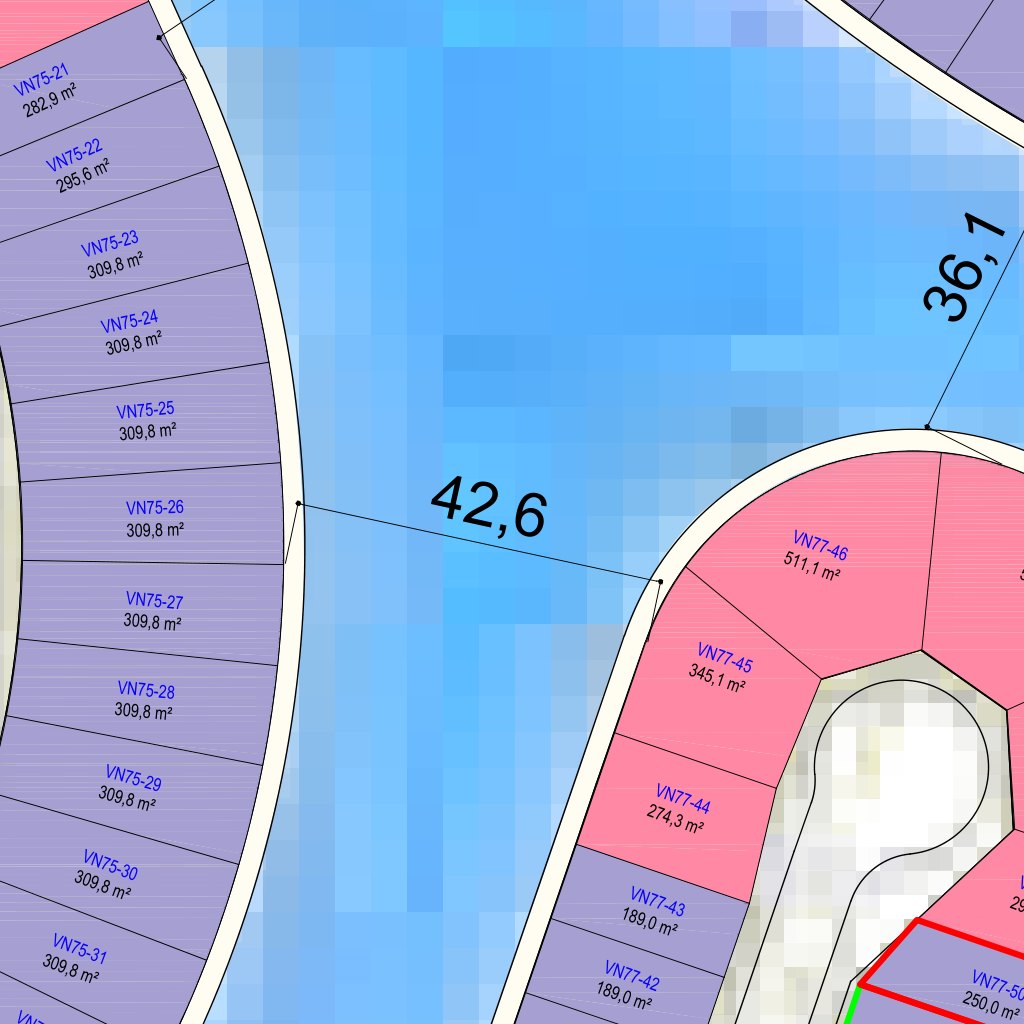 VN75-21
282,9 m²
VN75-22
295,6 m²
VN75-23
309,8 m²
VN75-24
309,8 m²
VN75-25
309,8 m²
VN75-26
309,8 m²
VN75-27
309,8 m²
VN75-28
309,8 m²
VN75-29
309,8 m²
VN75-30
309,8 m²
VN75-31
309,8 m²
42,6
36,1
VN77-46
511,1 m²
VN77-45
345,1 m²
VN77-44
274,3 m²
VN77-43
189,0 m²
VN77-42
189,0 m²
VN77-50
250,0 m²